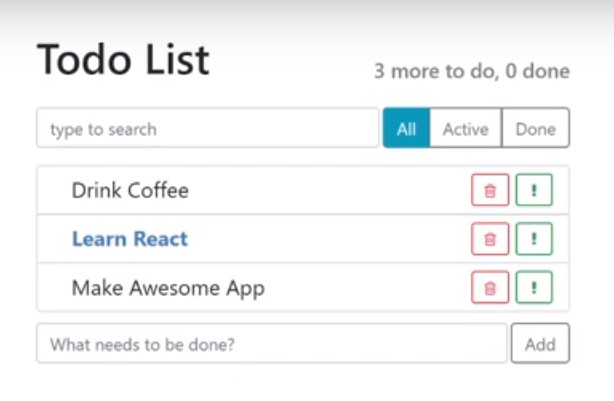 Todo List
3 more to do, 0 done
type to search
All Active Done
Drink Coffee
!
Learn React
!
Make Awesome App
!
What needs to be done?
Add